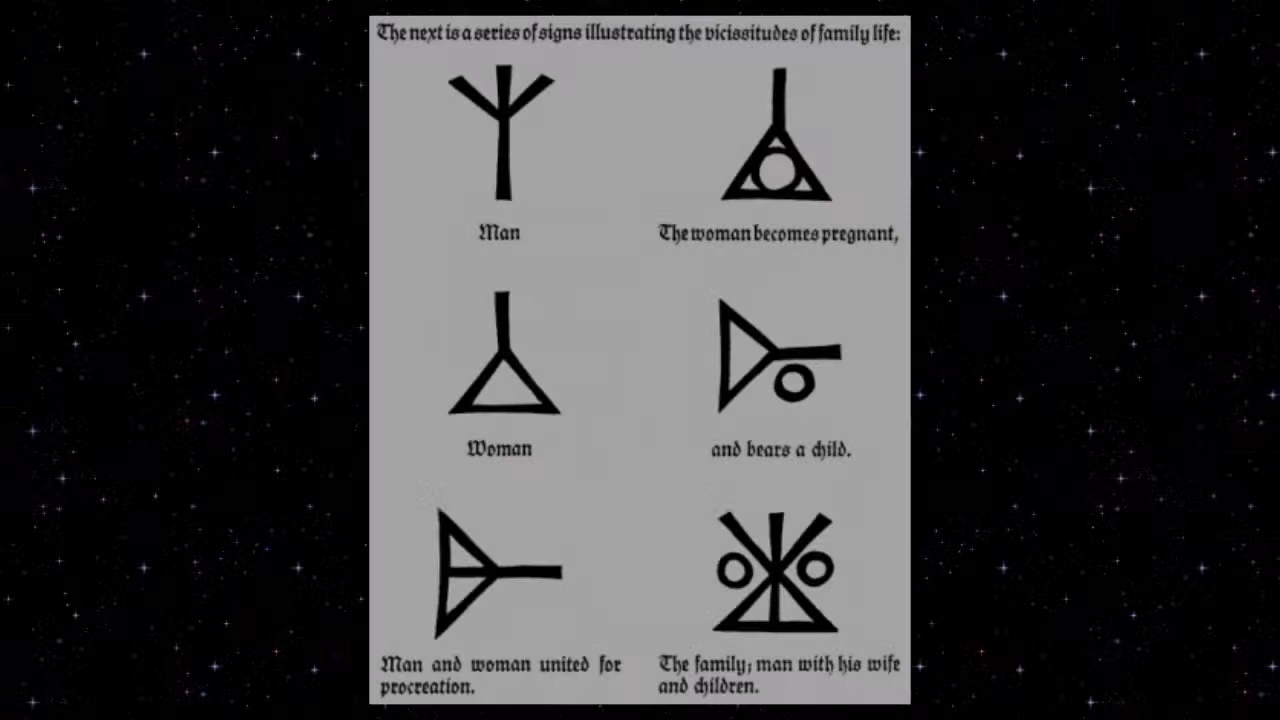 The next is a series of signs illustrating the vicissitudes of family life:
Man
The woman becomes pregnant,
Woman
and bears a child.
Man and woman united for
procreation.
The family; man with his wife
and children.